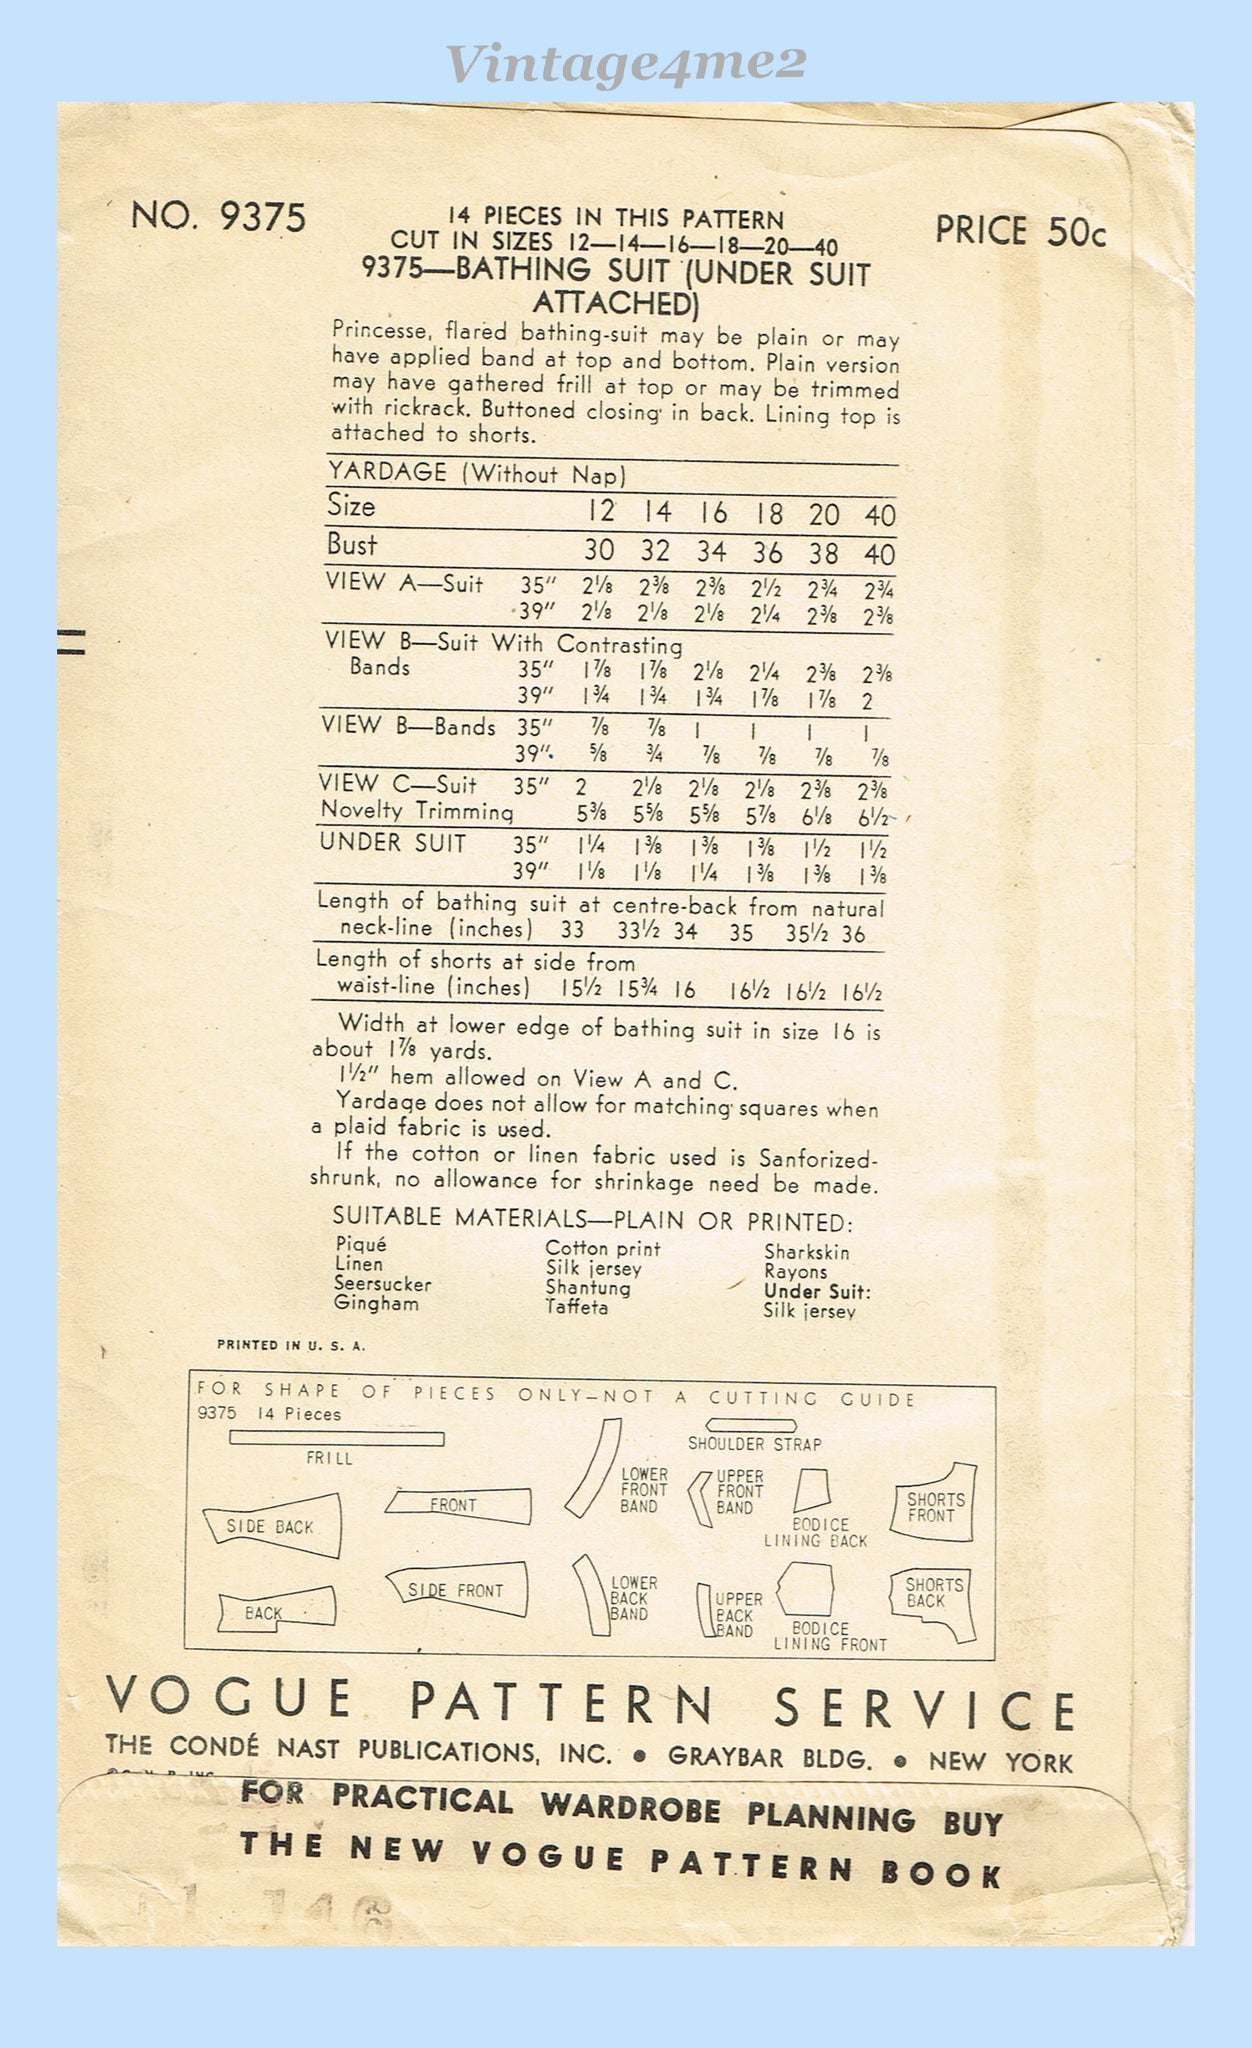 Vintage4me2
NO. 9375
14 PIECES IN THIS PATTERN
PRICE 50c
CUT IN SIZES 12—14—16—18—20—40
9375—BATHING SUIT (UNDER SUIT
ATTACHED)
Princesse, flared bathing-suit may be plain or may
have applied band at top and bottom. Plain version
may have gathered frill at top or may be trimmed
with rickrack. Buttoned closing in back. Lining top is
attached to shorts.
YARDAGE (Without Nap)
Size 12 14 16 18 20 40
Bust 30 32 34 36 38 40
VIEW A—Suit 35" 2⅛ 2⅜ 2⅜ 2½ 2¾ 2¾
39" 2⅛ 2⅛ 2⅛ 2¼ 2⅜ 2⅜
VIEW B—Suit With Contrasting
Bands 35" 1⅞ 1⅞ 2⅛ 2¼ 2⅜ 2⅜
39" 1¾ 1¾ 1¾ 1⅞ 1⅞ 2
VIEW B—Bands 35" ⅞ ⅞ 1 1 1 1
39" ⅝ ¾ ⅞ ⅞ ⅞ ⅞
VIEW C—Suit 35" 2 2⅛ 2⅛ 2⅛ 2⅜ 2⅜
Novelty Trimming 5⅜ 5⅝ 5⅝ 5⅞ 6⅛ 6½
UNDER SUIT 35" 1¼ 1⅜ 1⅜ 1⅜ 1½ 1½
39" 1⅛ 1⅛ 1¼ 1⅜ 1⅜ 1⅜
Length of bathing suit at centre-back from natural
neck-line (inches) 33 33½ 34 35 35½ 36
Length of shorts at side from
waist-line (inches) 15½ 15¾ 16 16½ 16½ 16½
Width at lower edge of bathing suit in size 16 is
about 1⅞ yards.
1½" hem allowed on View A and C.
Yardage does not allow for matching squares when
a plaid fabric is used.
If the cotton or linen fabric used is Sanforized-
shrunk, no allowance for shrinkage need be made.
SUITABLE MATERIALS—PLAIN OR PRINTED:
Piqué Cotton print Sharkskin
Linen Silk jersey Rayons
Seersucker Shantung Under Suit:
Gingham Taffeta Silk jersey
PRINTED IN U. S. A.
FOR SHAPE OF PIECES ONLY—NOT A CUTTING GUIDE
9375 14 Pieces
FRILL
SHOULDER STRAP
SIDE BACK
FRONT
LOWER
FRONT
BAND
UPPER
FRONT
BAND
BODICE
LINING BACK
SHORTS
FRONT
BACK
SIDE FRONT
LOWER
BACK
BAND
UPPER
BACK
BAND
BODICE
LINING FRONT
SHORTS
BACK
VOGUE PATTERN SERVICE
THE CONDÉ NAST PUBLICATIONS, INC. • GRAYBAR BLDG. • NEW YORK
FOR PRACTICAL WARDROBE PLANNING BUY
THE NEW VOGUE PATTERN BOOK